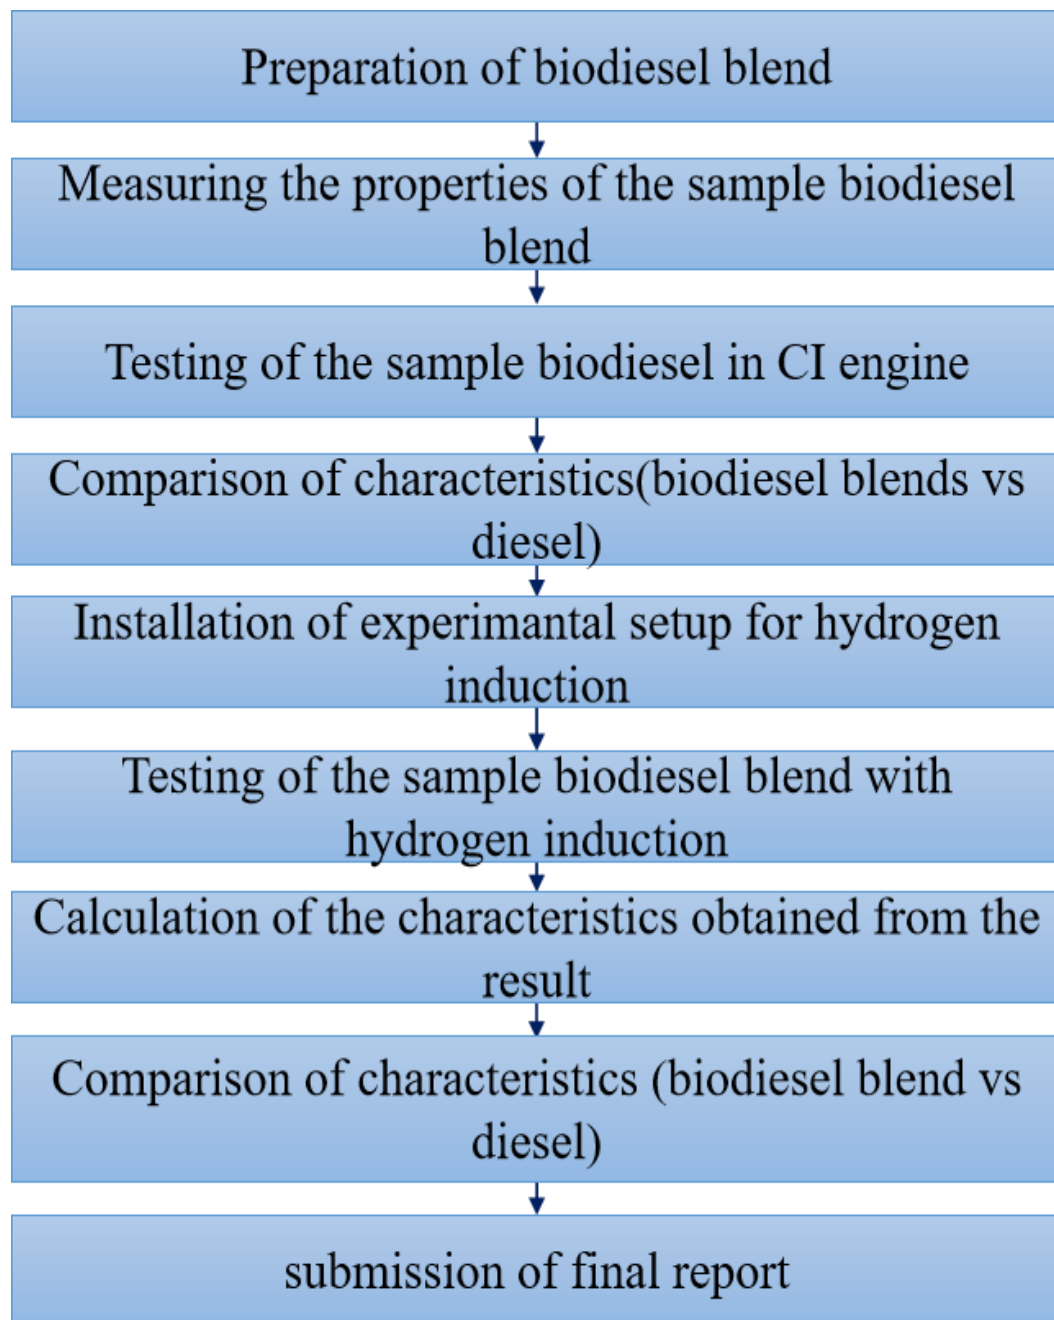 Preparation of biodiesel blend
Measuring the properties of the sample biodiesel
blend
Testing of the sample biodiesel in CI engine
Comparison of characteristics(biodiesel blends vs
diesel)
Installation of experimantal setup for hydrogen
induction
Testing of the sample biodiesel blend with
hydrogen induction
Calculation of the characteristics obtained from the
result
Comparison of characteristics (biodiesel blend vs
diesel)
submission of final report